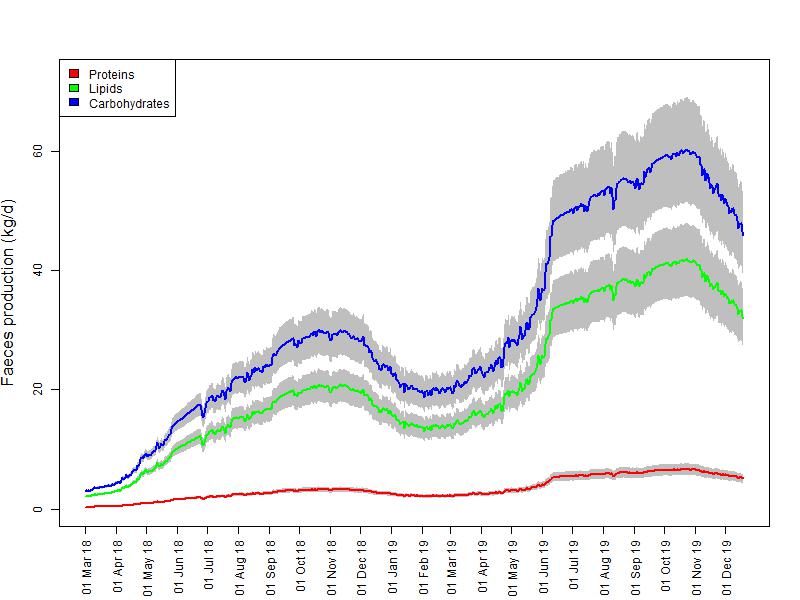 Proteins
Lipids
Carbohydrates
Faeces production (kg/d)
60
40
20
0
01 Mar 18
01 Apr 18
01 May 18
01 Jun 18
01 Jul 18
01 Aug 18
01 Sep 18
01 Oct 18
01 Nov 18
01 Dec 18
01 Jan 19
01 Feb 19
01 Mar 19
01 Apr 19
01 May 19
01 Jun 19
01 Jul 19
01 Aug 19
01 Sep 19
01 Oct 19
01 Nov 19
01 Dec 19